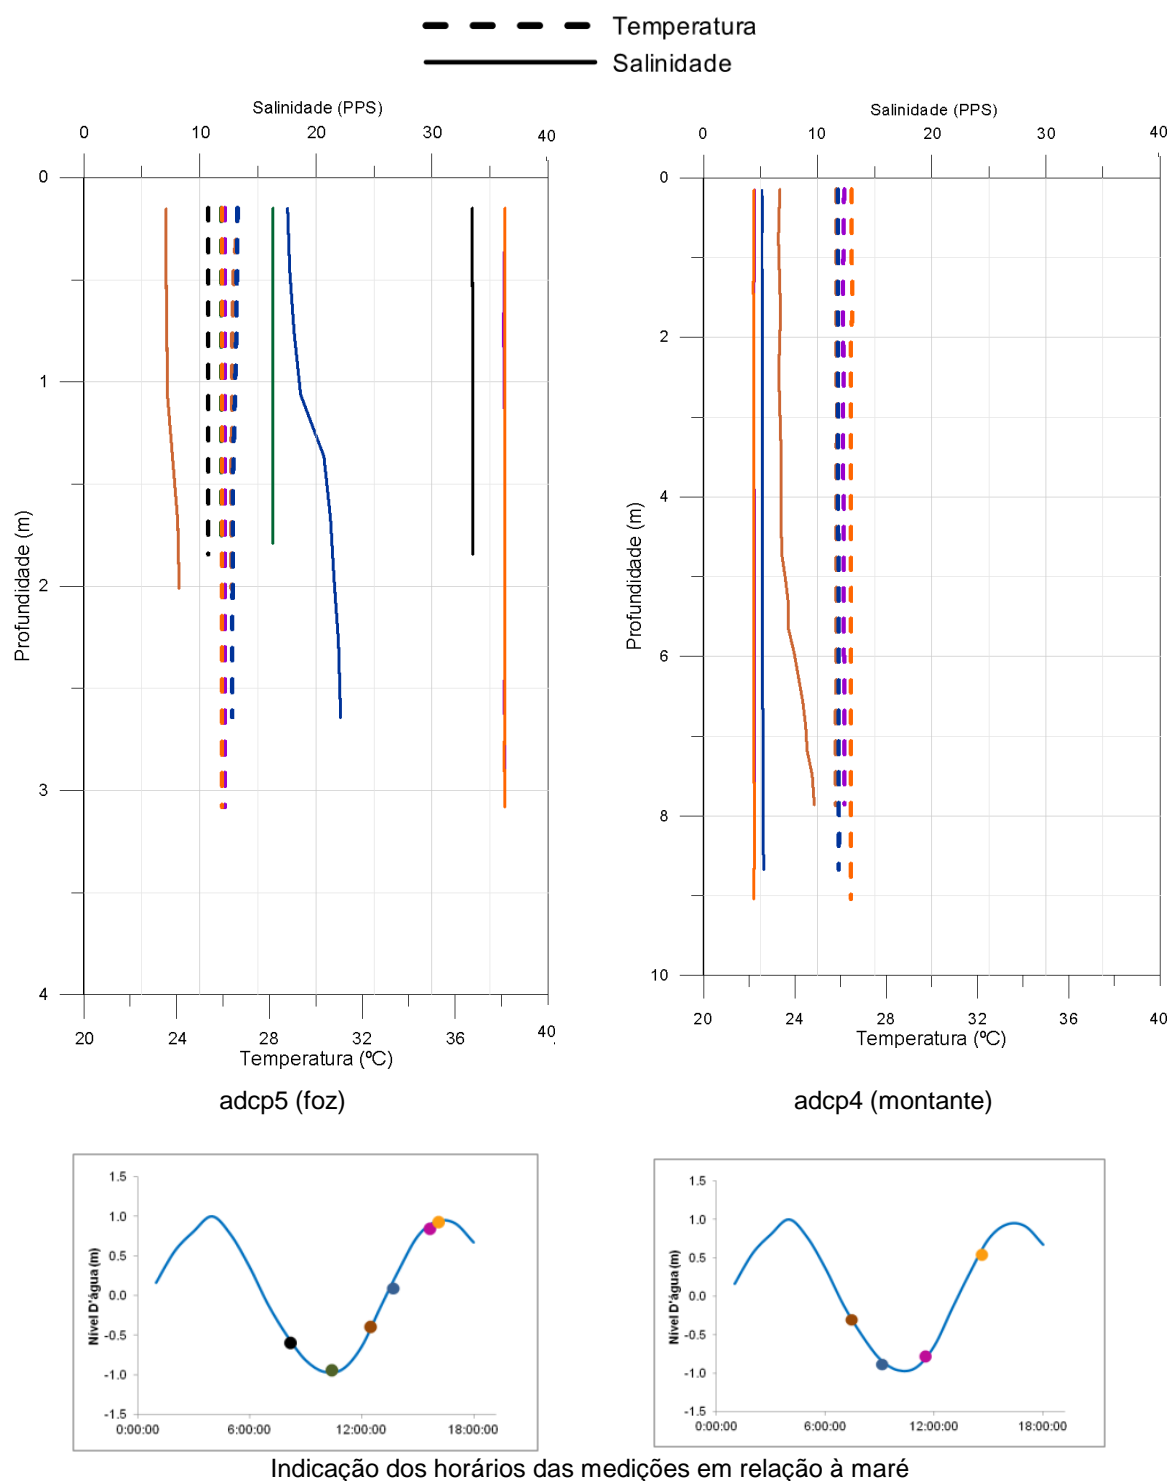 Temperatura
Salinidade
Salinidade (PPS)
0 10 20 30 40
0
1
2
3
4
Profundidade (m)
20 24 28 32 36 40
Temperatura (ºC)
adcp5 (foz)
Salinidade (PPS)
0 10 20 30 40
0
2
4
6
8
10
Profundidade (m)
20 24 28 32 36 40
Temperatura (ºC)
adcp4 (montante)
1.5
1.0
0.5
0.0
-0.5
-1.0
-1.5
Nível D'água (m)
0:00:00 6:00:00 12:00:00 18:00:00
1.5
1.0
0.5
0.0
-0.5
-1.0
-1.5
Nível D'água (m)
0:00:00 6:00:00 12:00:00 18:00:00
Indicação dos horários das medições em relação à maré